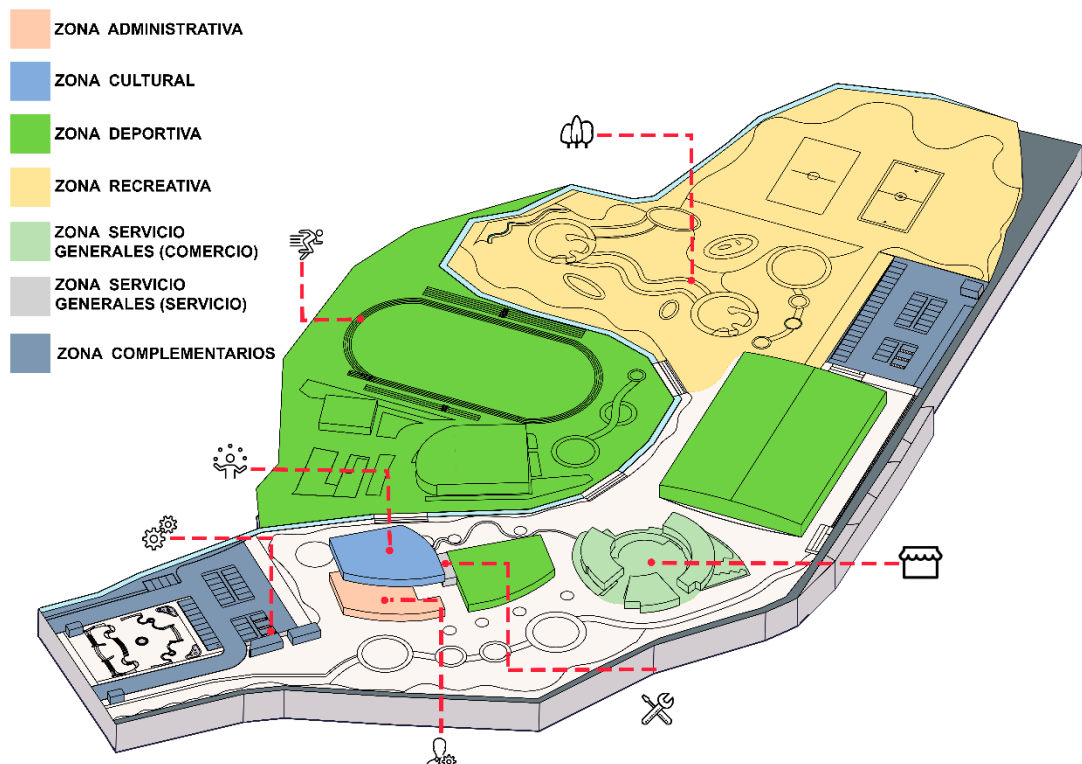 ZONA ADMINISTRATIVA
ZONA CULTURAL
ZONA DEPORTIVA
ZONA RECREATIVA
ZONA SERVICIO
GENERALES (COMERCIO)
ZONA SERVICIO
GENERALES (SERVICIO)
ZONA COMPLEMENTARIOS